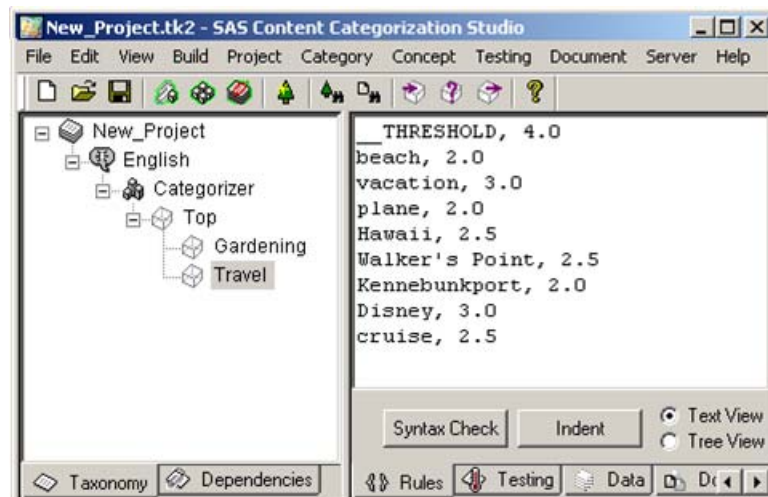 New_Project.tk2 - SAS Content Categorization Studio
File Edit View Build Project Category Concept Testing Document Server Help
New_Project
English
Categorizer
Top
Gardening
Travel
__THRESHOLD, 4.0
beach, 2.0
vacation, 3.0
plane, 2.0
Hawaii, 2.5
Walker's Point, 2.5
Kennebunkport, 2.0
Disney, 3.0
cruise, 2.5
Syntax Check Indent Text View
Tree View
Taxonomy Dependencies Rules Testing Data